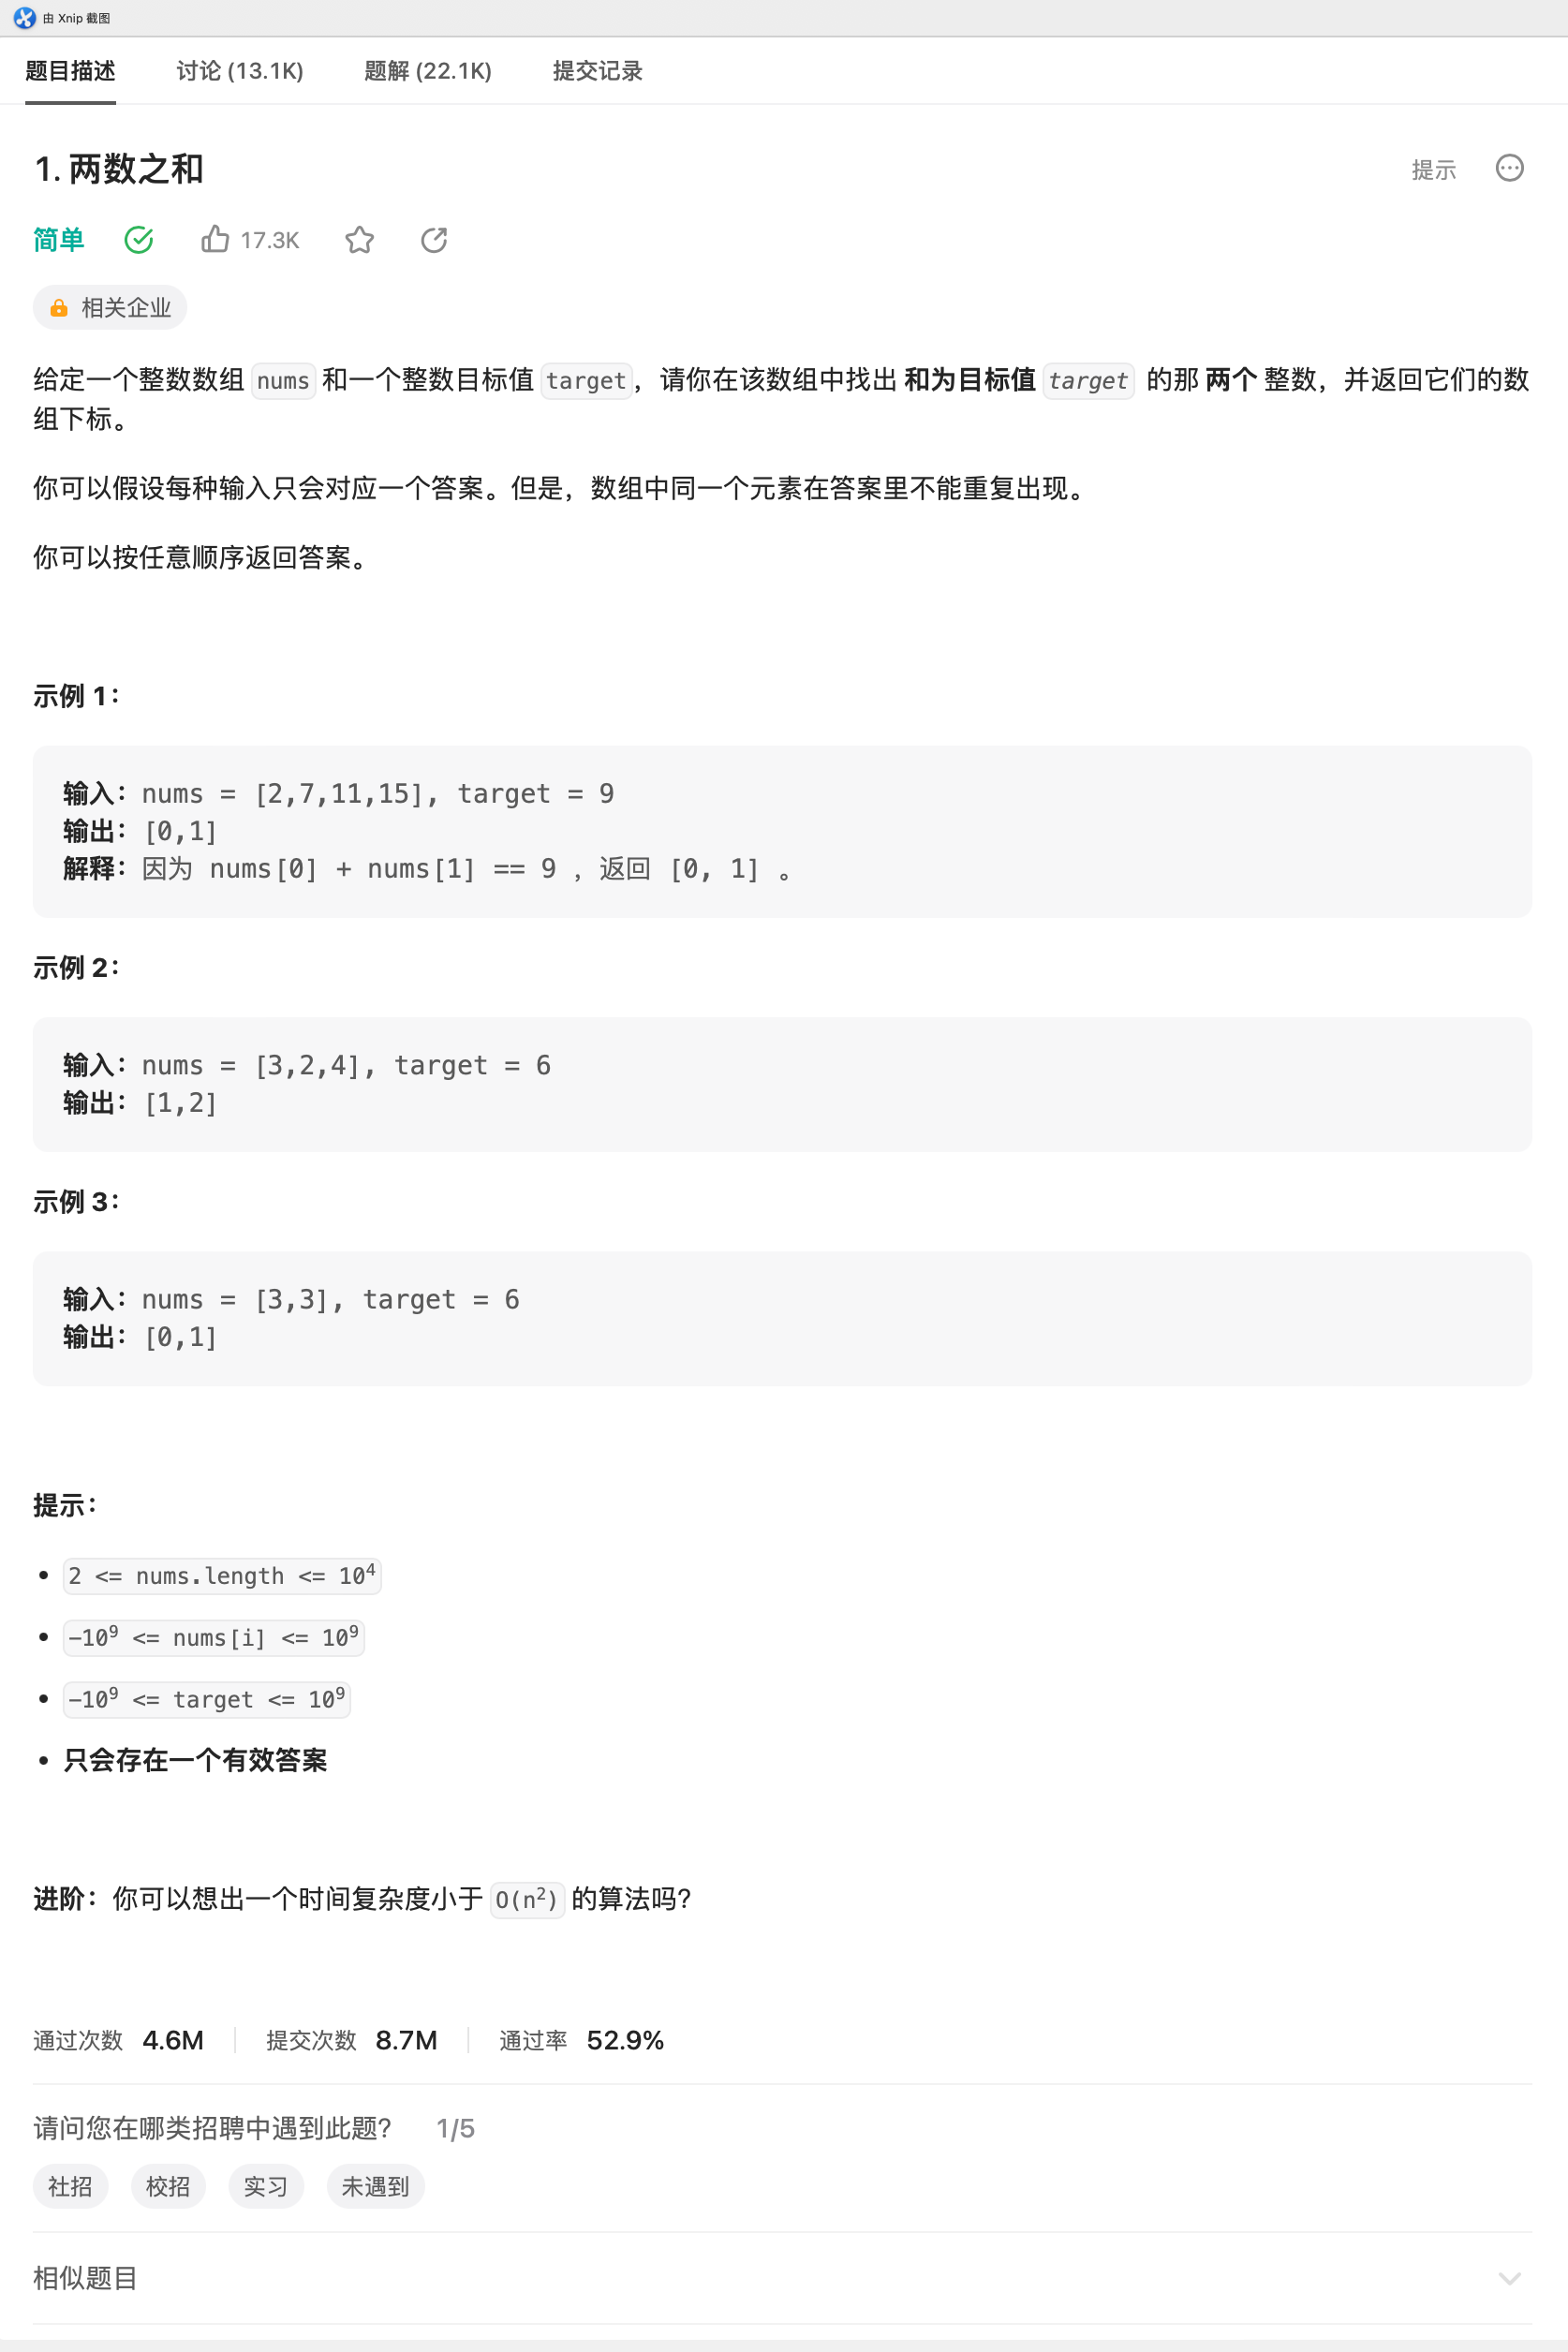 由 Xnip 截图
题目描述 讨论 (13.1K) 题解 (22.1K) 提交记录
1. 两数之和 提示
简单 17.3K
相关企业
给定一个整数数组 nums 和一个整数目标值 target，请你在该数组中找出 和为目标值 target 的那 两个 整数，并返回它们的数
组下标。
你可以假设每种输入只会对应一个答案。但是，数组中同一个元素在答案里不能重复出现。
你可以按任意顺序返回答案。
示例 1：
输入：nums = [2,7,11,15], target = 9
输出：[0,1]
解释：因为 nums[0] + nums[1] == 9 ，返回 [0, 1] 。
示例 2：
输入：nums = [3,2,4], target = 6
输出：[1,2]
示例 3：
输入：nums = [3,3], target = 6
输出：[0,1]
提示：
• 2 <= nums.length <= 10⁴
• -10⁹ <= nums[i] <= 10⁹
• -10⁹ <= target <= 10⁹
• 只会存在一个有效答案
进阶：你可以想出一个时间复杂度小于 O(n²) 的算法吗？
通过次数 4.6M 提交次数 8.7M 通过率 52.9%
请问您在哪类招聘中遇到此题？ 1/5
社招 校招 实习 未遇到
相似题目